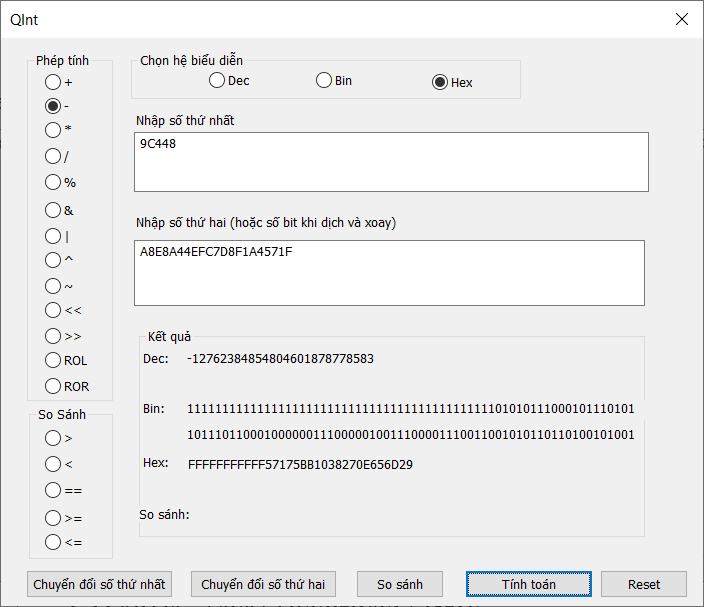 QInt
Phép tính
+
-
*
/
%
&
|
^
~
<<
>>
ROL
ROR
So Sánh
>
<
==
>=
<=
Chọn hệ biểu diễn
Dec Bin Hex
Nhập số thứ nhất
9C448
Nhập số thứ hai (hoặc số bit khi dịch và xoay)
A8E8A44EFC7D8F1A4571F
Kết quả
Dec: -12762384854804601878778583
Bin: 1111111111111111111111111111111111111111111101010111000101110101
1011101100010000001110000010011100001110011001010110110100101001
Hex: FFFFFFFFFFF57175BB1038270E656D29
So sánh:
Chuyển đổi số thứ nhất Chuyển đổi số thứ hai So sánh Tính toán Reset